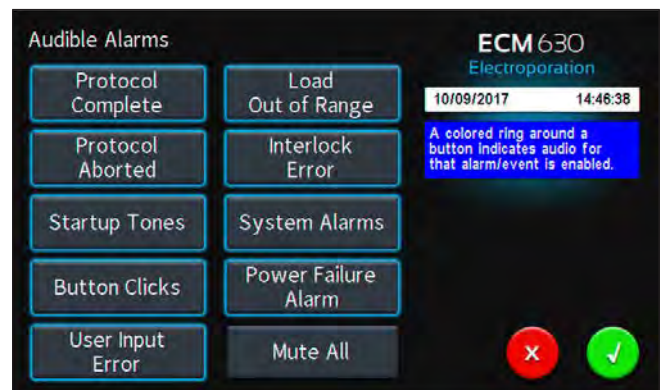 Audible Alarms
Protocol
Complete
Load
Out of Range
Protocol
Aborted
Interlock
Error
Startup Tones
System Alarms
Button Clicks
Power Failure
Alarm
User Input
Error
Mute All
ECM 630
Electroporation
10/09/2017 14:46:38
A colored ring around a
button indicates audio for
that alarm/event is enabled.